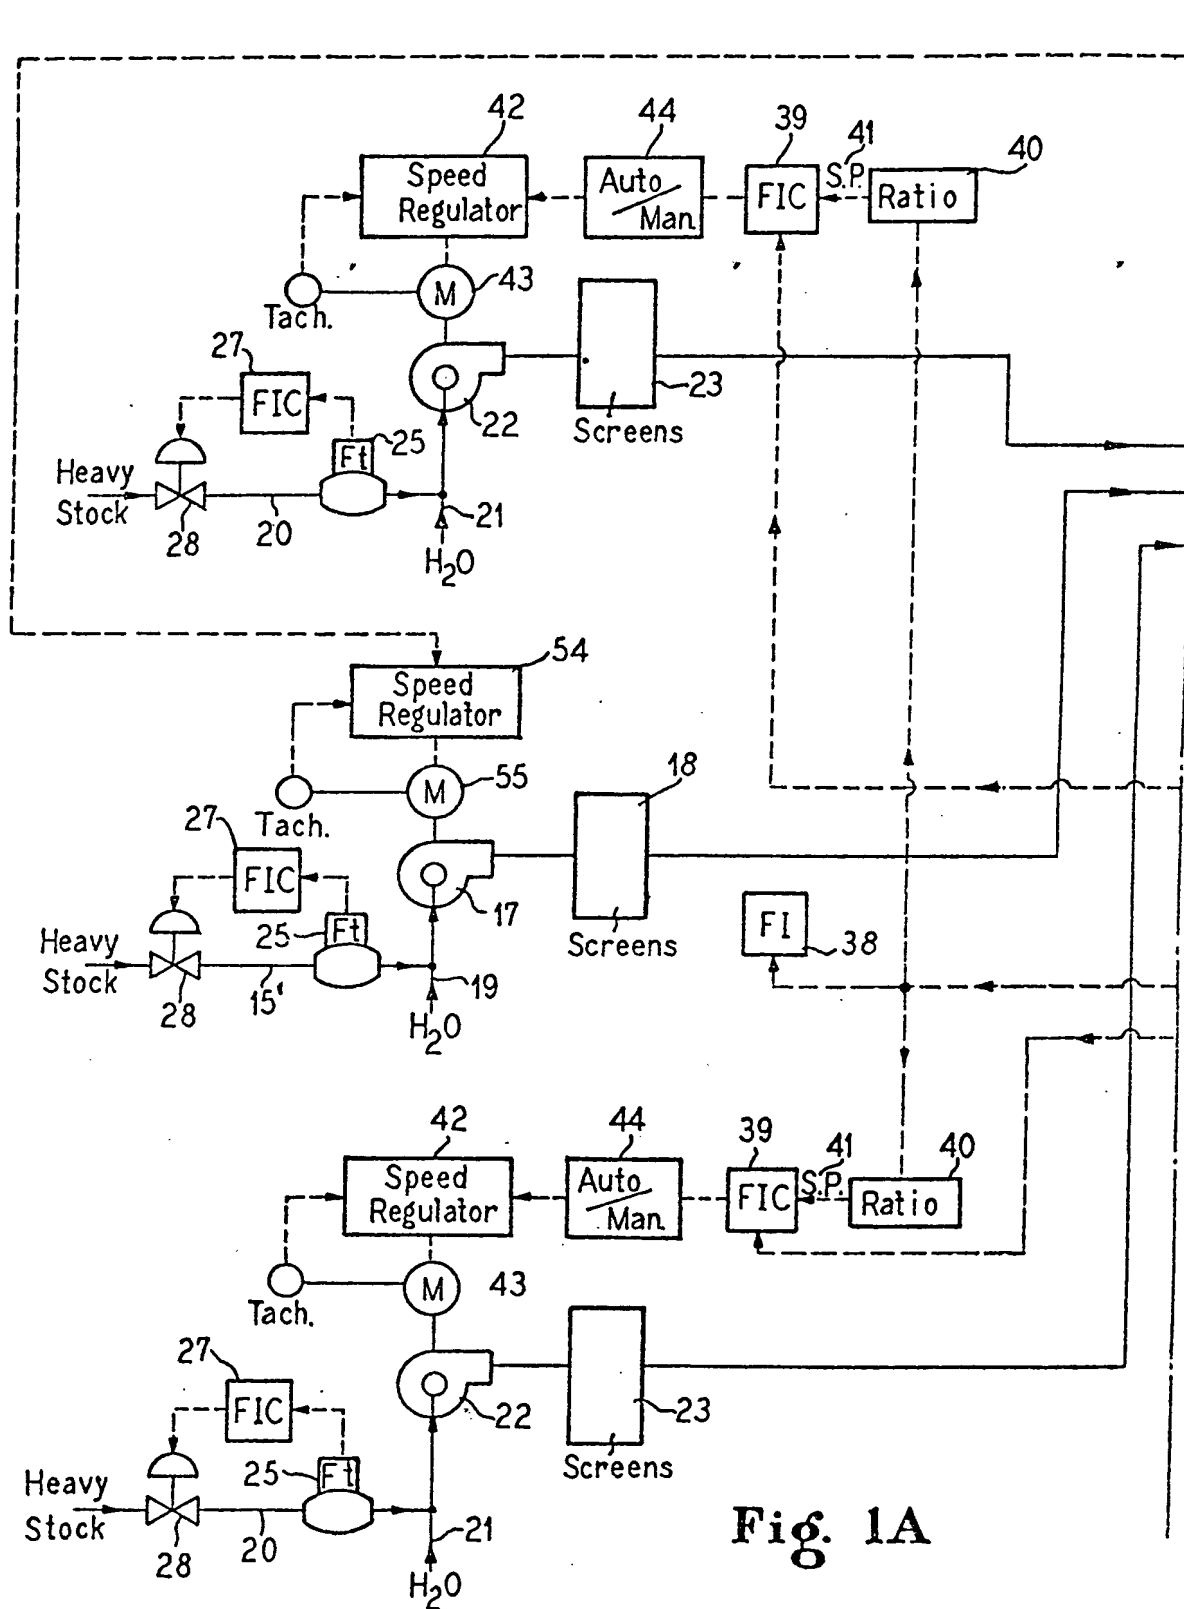 42
44
39
41
40
Speed
Regulator
Auto/
Man.
FIC
S.P.
Ratio
M
43
Tach.
27
FIC
22
23
Screens
25
Ft
Heavy
Stock
28
20
21
H2O
54
Speed
Regulator
M
55
18
Tach.
27
FIC
17
Screens
FI
38
25
Ft
Heavy
Stock
28
15'
19
H2O
42
44
39
41
40
Speed
Regulator
Auto/
Man.
FIC
S.P.
Ratio
M
43
Tach.
27
FIC
22
23
Screens
25
Ft
Heavy
Stock
28
20
21
H2O
Fig. 1A